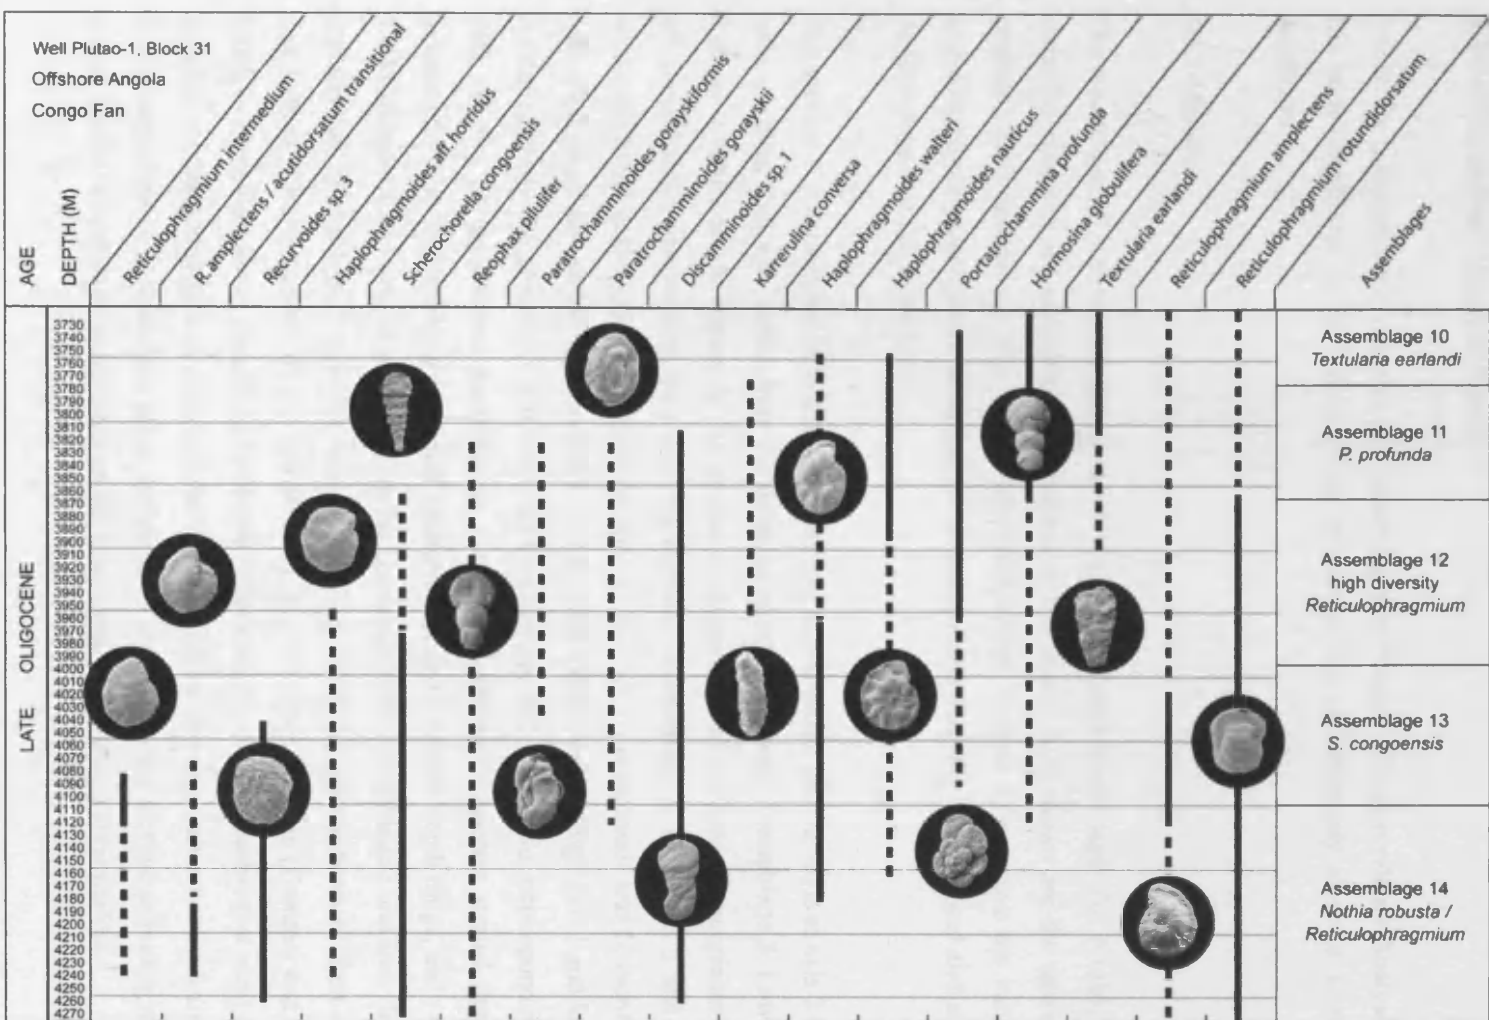 Well Plutao-1, Block 31
Offshore Angola
Congo Fan
AGE
DEPTH (M)
Reticulophragmium intermedium
R.amplectens / acutidorsatum transitional
Recurvoides sp. 3
Haplophragmoides aff. horridus
Scherochorella congoensis
Reophax pilulifer
Paratrochamminoides gorayskiformis
Paratrochamminoides gorayskii
Discamminoides sp. 1
Karrerulina conversa
Haplophragmoides walteri
Haplophragmoides nauticus
Portatrochammina profunda
Hormosina globulifera
Textularia earlandi
Reticulophragmium amplectens
Reticulophragmium rotundidorsatum
Assemblages
LATE OLIGOCENE
3730
3740
3750
3760
3770
3780
3790
3800
3810
3820
3830
3840
3850
3860
3870
3880
3890
3900
3910
3920
3930
3940
3950
3960
3970
3980
3990
4000
4010
4020
4030
4040
4050
4060
4070
4080
4090
4100
4110
4120
4130
4140
4150
4160
4170
4180
4190
4200
4210
4220
4230
4240
4250
4260
4270
Assemblage 10
Textularia earlandi
Assemblage 11
P. profunda
Assemblage 12
high diversity
Reticulophragmium
Assemblage 13
S. congoensis
Assemblage 14
Nothia robusta /
Reticulophragmium